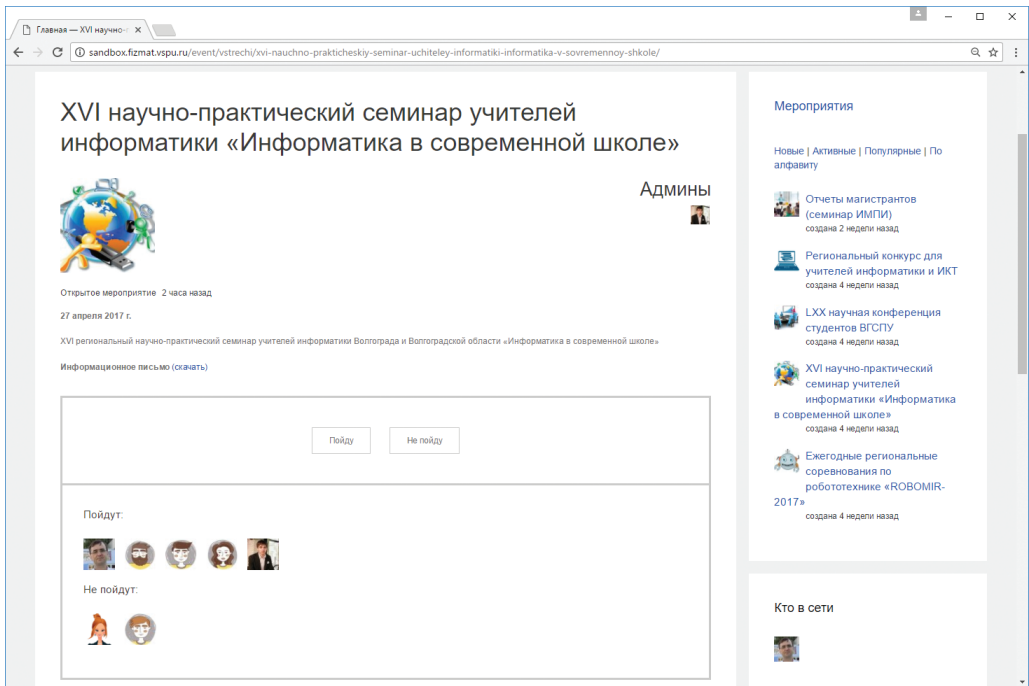 Главная — XVI научно-
sandbox.fizmat.vspu.ru/event/vstrechi/xvi-nauchno-prakticheskiy-seminar-uchiteley-informatiki-informatika-v-sovremennoy-shkole/
XVI научно-практический семинар учителей
информатики «Информатика в современной школе»
Админы
Открытое мероприятие 2 часа назад
27 апреля 2017 г.
XVI региональный научно-практический семинар учителей информатики Волгограда и Волгоградской области «Информатика в современной школе»
Информационное письмо (скачать)
Пойду
Не пойду
Пойдут:
Не пойдут:
Мероприятия
Новые | Активные | Популярные | По
алфавиту
Отчеты магистрантов
(семинар ИМПИ)
создана 2 недели назад
Региональный конкурс для
учителей информатики и ИКТ
создана 4 недели назад
LXX научная конференция
студентов ВГСПУ
создана 4 недели назад
XVI научно-практический
семинар учителей
информатики «Информатика
в современной школе»
создана 4 недели назад
Ежегодные региональные
соревнования по
робототехнике «ROBOMIR-
2017»
создана 4 недели назад
Кто в сети